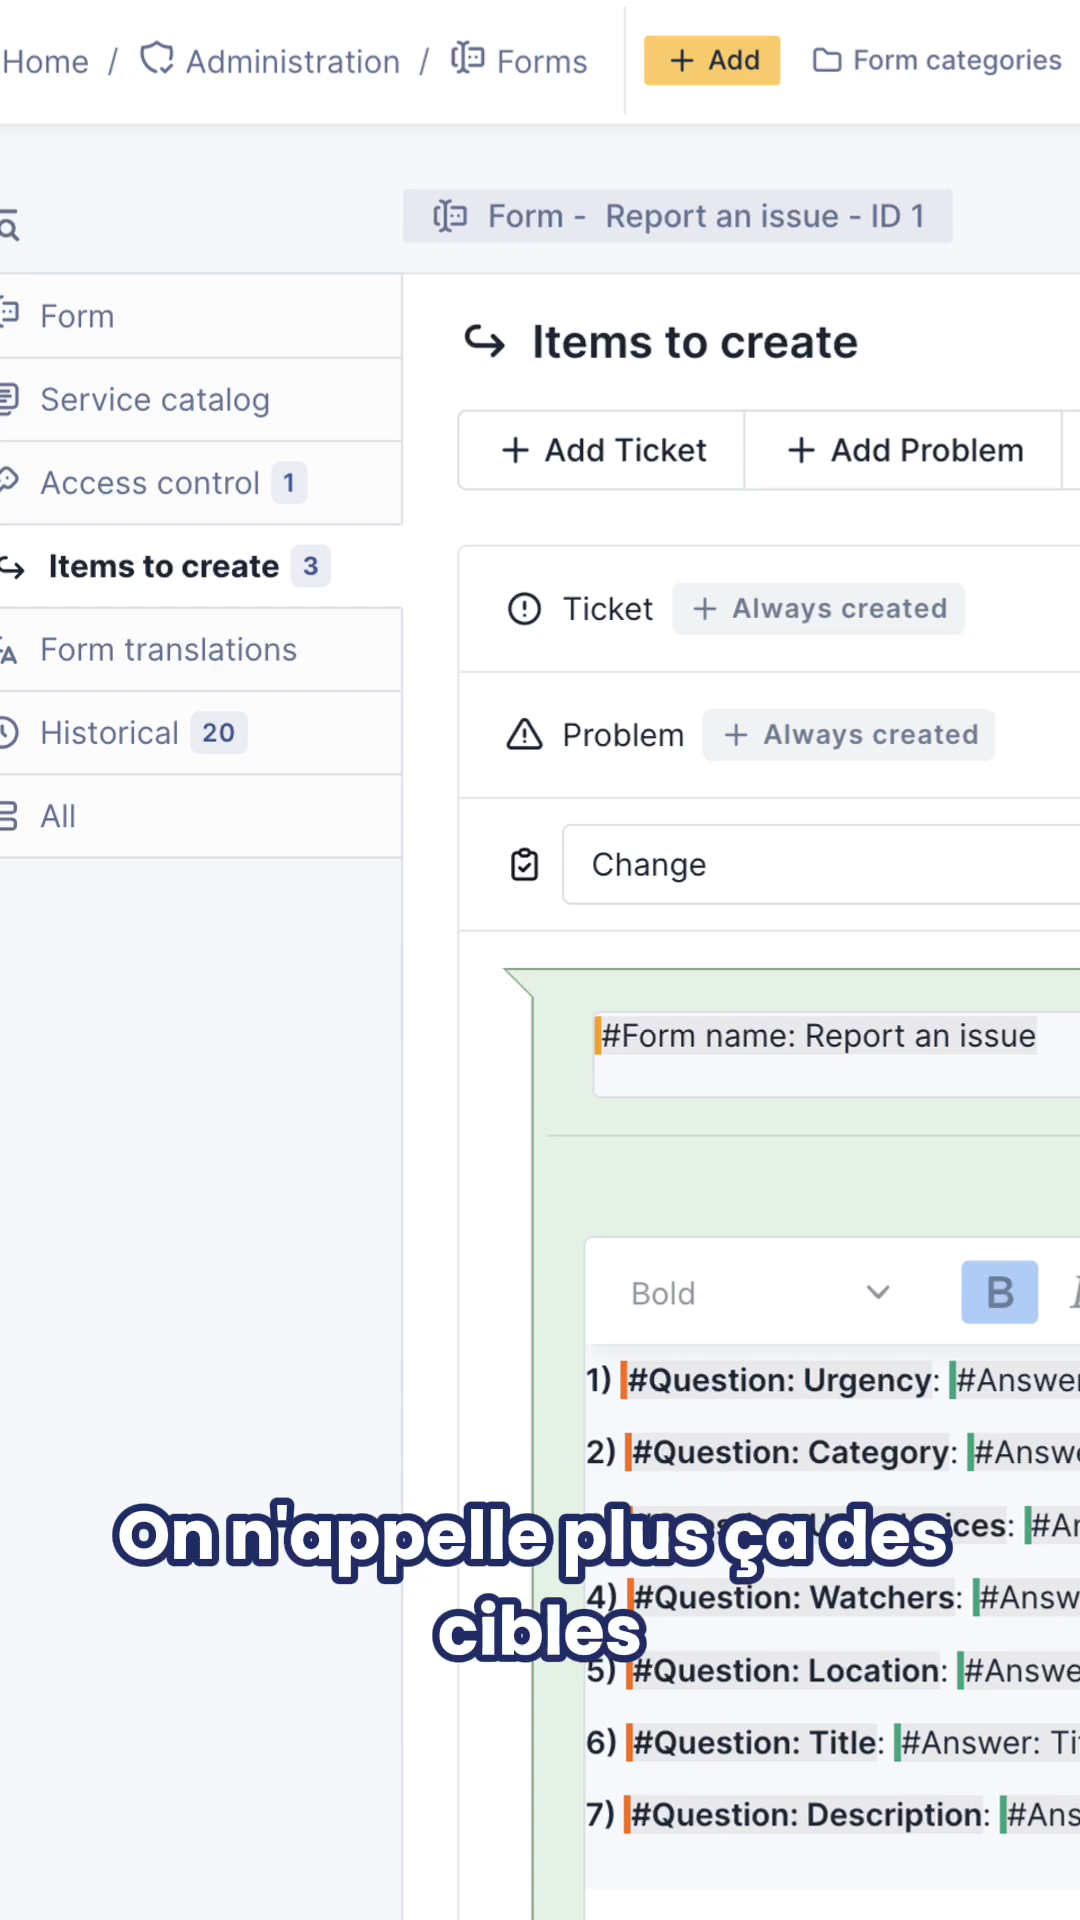 Home / Administration / Forms
+ Add
Form categories
Form - Report an issue - ID 1
Form
Service catalog
Access control 1
Items to create 3
Form translations
Historical 20
All
Items to create
+ Add Ticket
+ Add Problem
Ticket + Always created
Problem + Always created
Change
#Form name: Report an issue
Bold
B
1) #Question: Urgency: #Answer
2) #Question: Category: #Answe
ices: #An
4) #Question: Watchers: #Answ
5) #Question: Location: #Answe
6) #Question: Title: #Answer: Ti
7) #Question: Description: #Ans
On n'appelle plus ça des
cibles